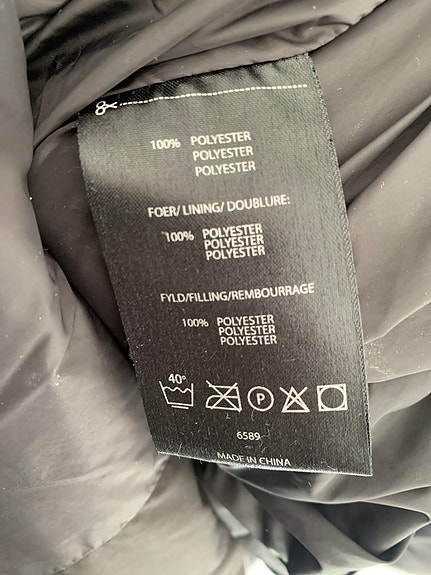 100% POLYESTER
POLYESTER
POLYESTER
FOER/ LINING/ DOUBLURE:
100% POLYESTER
POLYESTER
POLYESTER
FYLD/FILLING/REMBOURRAGE
100% POLYESTER
POLYESTER
POLYESTER
40°
P
6589
MADE IN CHINA